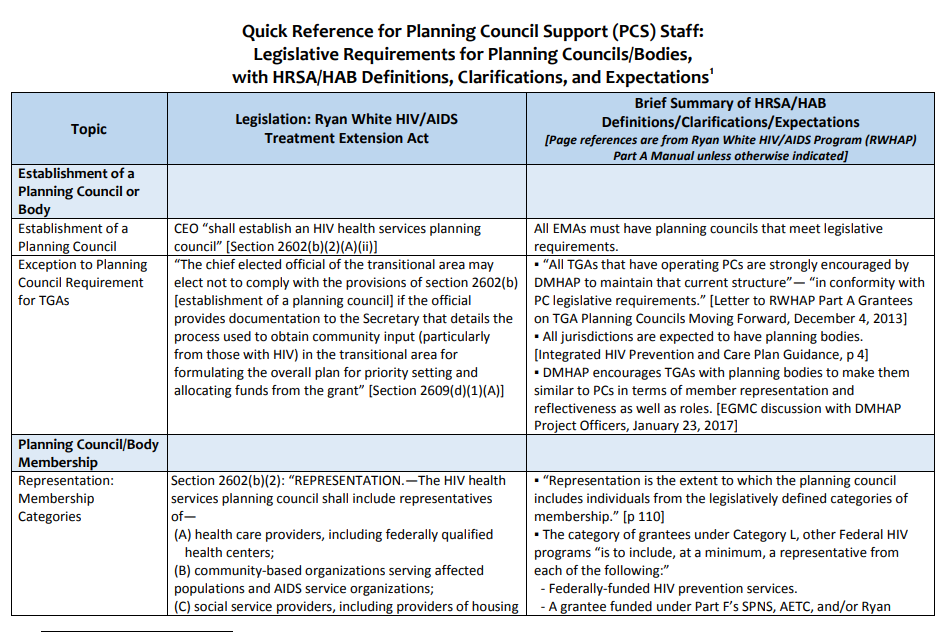 Quick Reference for Planning Council Support (PCS) Staff:
Legislative Requirements for Planning Councils/Bodies,
with HRSA/HAB Definitions, Clarifications, and Expectations¹
Topic
Legislation: Ryan White HIV/AIDS
Treatment Extension Act
Brief Summary of HRSA/HAB
Definitions/Clarifications/Expectations
[Page references are from Ryan White HIV/AIDS Program (RWHAP)
Part A Manual unless otherwise indicated]
Establishment of a
Planning Council or
Body
Establishment of a
Planning Council
CEO “shall establish an HIV health services planning
council” [Section 2602(b)(2)(A)(ii)]
All EMAs must have planning councils that meet legislative
requirements.
Exception to Planning
Council Requirement
for TGAs
“The chief elected official of the transitional area may
elect not to comply with the provisions of section 2602(b)
[establishment of a planning council] if the official
provides documentation to the Secretary that details the
process used to obtain community input (particularly
from those with HIV) in the transitional area for
formulating the overall plan for priority setting and
allocating funds from the grant” [Section 2609(d)(1)(A)]
▪ “All TGAs that have operating PCs are strongly encouraged by
DMHAP to maintain that current structure”— “in conformity with
PC legislative requirements.” [Letter to RWHAP Part A Grantees
on TGA Planning Councils Moving Forward, December 4, 2013]
▪ All jurisdictions are expected to have planning bodies.
[Integrated HIV Prevention and Care Plan Guidance, p 4]
▪ DMHAP encourages TGAs with planning bodies to make them
similar to PCs in terms of member representation and
reflectiveness as well as roles. [EGMC discussion with DMHAP
Project Officers, January 23, 2017]
Planning Council/Body
Membership
Representation:
Membership
Categories
Section 2602(b)(2): “REPRESENTATION.—The HIV health
services planning council shall include representatives
of—
(A) health care providers, including federally qualified
health centers;
(B) community-based organizations serving affected
populations and AIDS service organizations;
(C) social service providers, including providers of housing
▪ “Representation is the extent to which the planning council
includes individuals from the legislatively defined categories of
membership.” [p 110]
▪ The category of grantees under Category L, other Federal HIV
programs “is to include, at a minimum, a representative from
each of the following:”
- Federally-funded HIV prevention services.
- A grantee funded under Part F’s SPNS, AETC, and/or Ryan